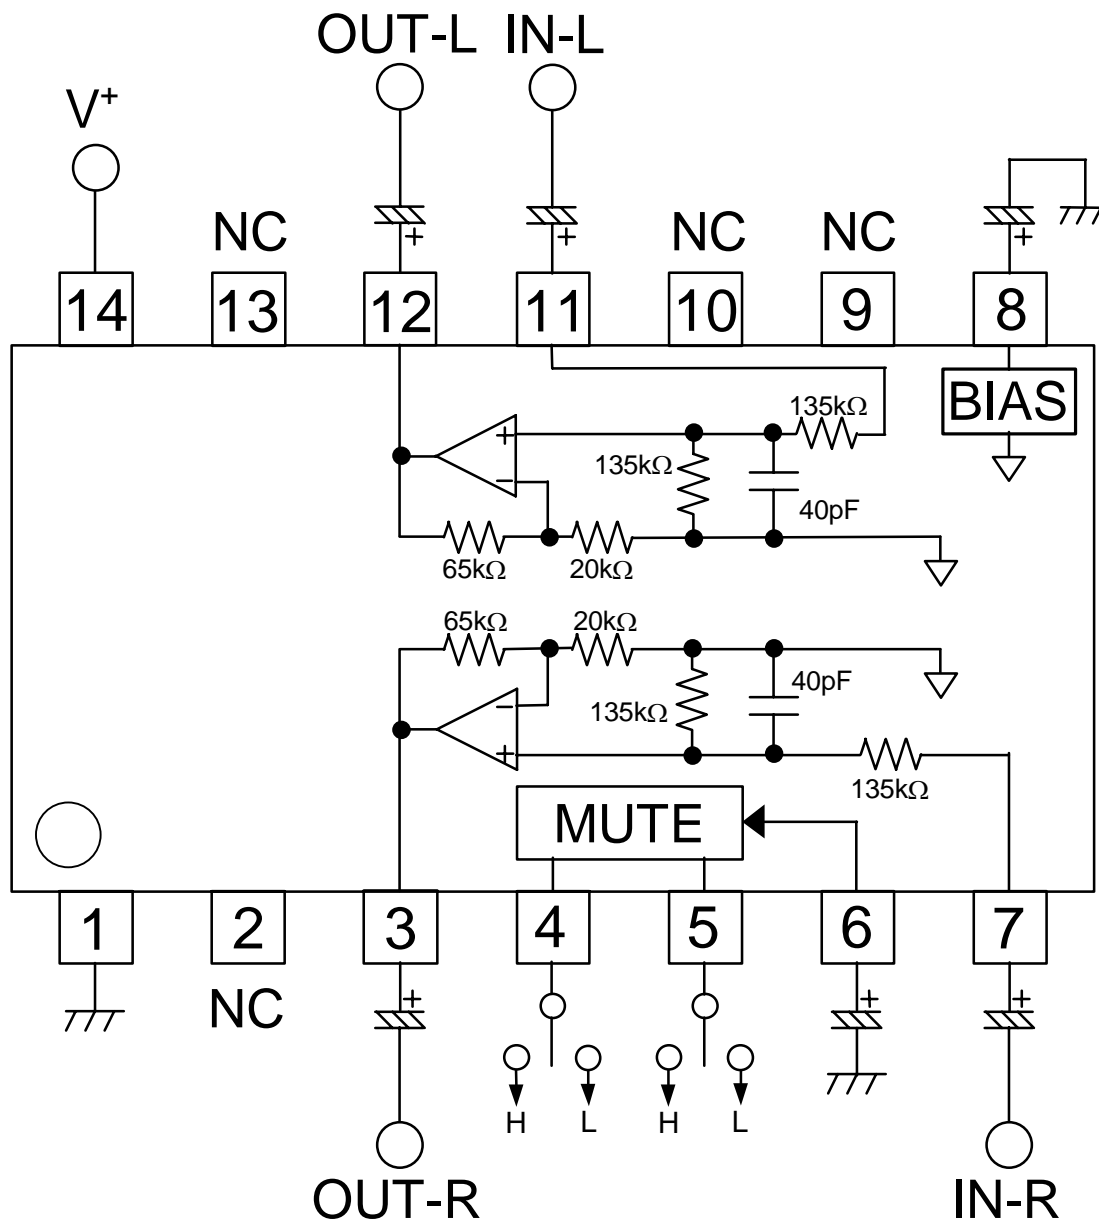 OUT-L IN-L
V+
NC NC NC
+ + +
14 13 12 11 10 9 8
BIAS
135kΩ
+
135kΩ
−
40pF
65kΩ 20kΩ
65kΩ 20kΩ
40pF
−
135kΩ
+
135kΩ
MUTE
1 2 3 4 5 6 7
NC
+ + +
H L H L
OUT-R IN-R